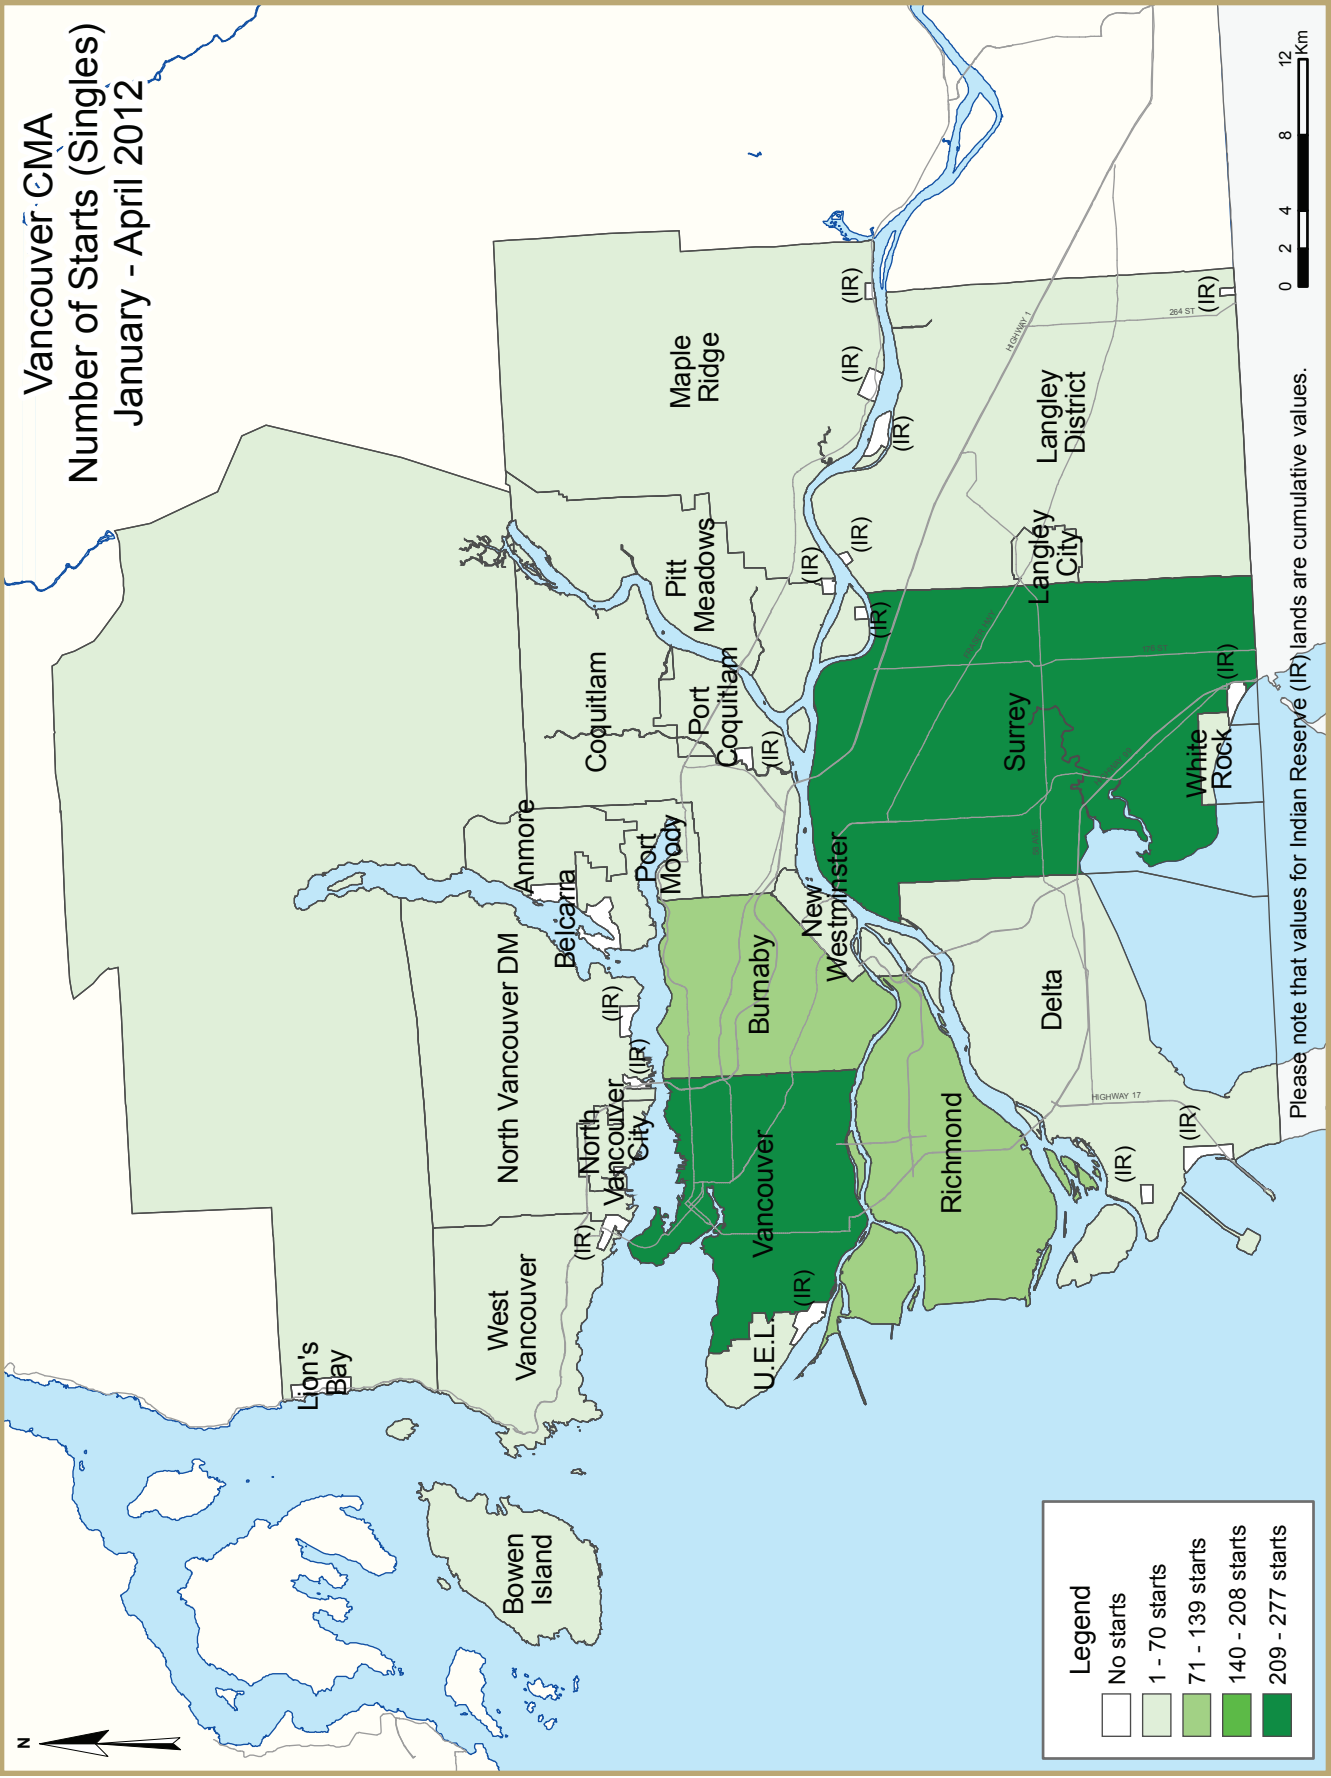 Vancouver CMA
Number of Starts (Singles)
January - April 2012
N
Lion's
Bay
Bowen
Island
West
Vancouver
North Vancouver DM
North
Vancouver
City
(IR)
(IR)
(IR)
Belcarra
Anmore
Port
Moody
Coquitlam
Port
Coquitlam
(IR)
Pitt
Meadows
Maple
Ridge
(IR)
(IR)
(IR)
(IR)
(IR)
(IR)
U.E.L.
(IR)
Vancouver
Burnaby
New
Westminster
Richmond
Delta
HIGHWAY 17
(IR)
(IR)
Surrey
176 ST
White
Rock
(IR)
Langley
City
Langley
District
HIGHWAY 1
264 ST
(IR)
Legend
No starts
1 - 70 starts
71 - 139 starts
140 - 208 starts
209 - 277 starts
0 2 4 8 12
Km
Please note that values for Indian Reserve (IR) lands are cumulative values.